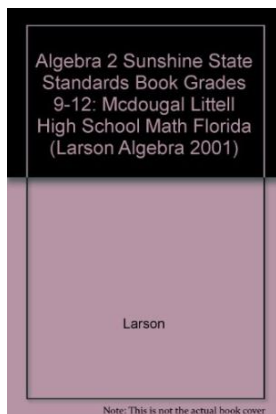 Algebra 2 Sunshine State
Standards Book Grades
9-12: Mcdougal Littell
High School Math Florida
(Larson Algebra 2001)
Larson
Note: This is not the actual book cover